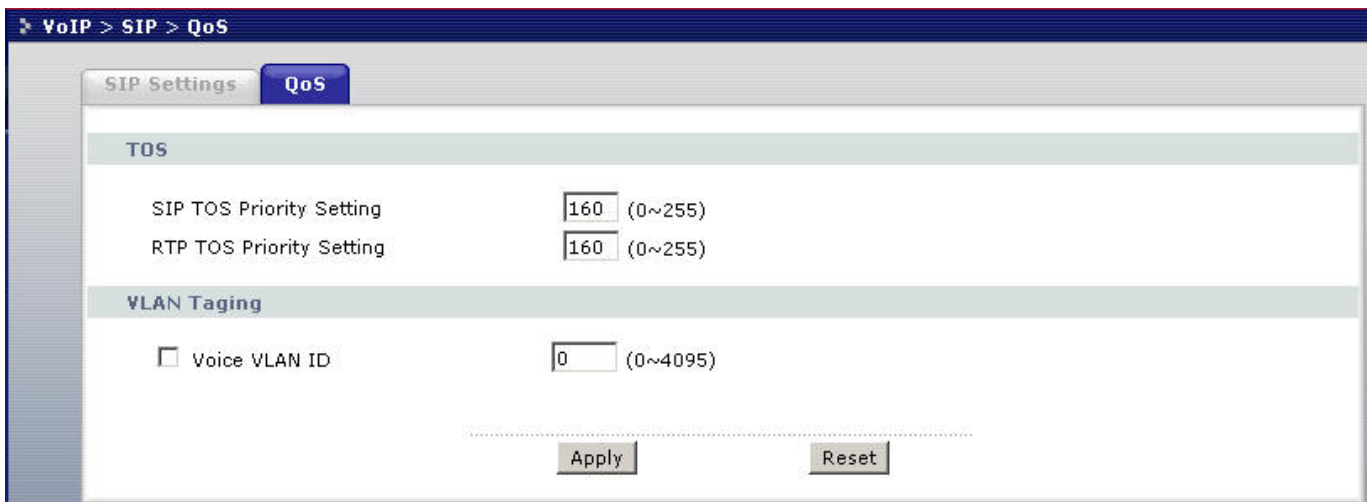 VoIP > SIP > QoS
SIP Settings QoS
TOS
SIP TOS Priority Setting 160 (0~255)
RTP TOS Priority Setting 160 (0~255)
VLAN Taging
Voice VLAN ID 0 (0~4095)
Apply Reset